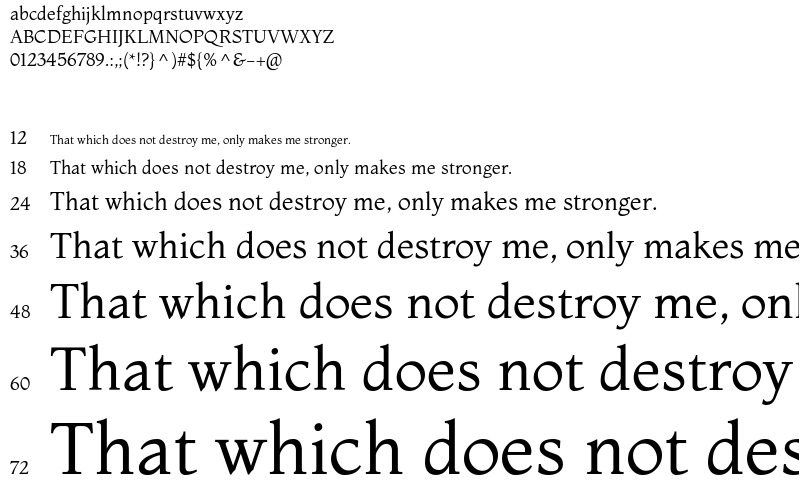 abcdefghijklmnopqrstuvwxyz
ABCDEFGHIJKLMNOPQRSTUVWXYZ
0123456789.:,;(*!?}^)#${%^&-+@
12 That which does not destroy me, only makes me stronger.
18 That which does not destroy me, only makes me stronger.
24 That which does not destroy me, only makes me stronger.
36 That which does not destroy me, only makes me
48 That which does not destroy me, onl
60 That which does not destroy
72 That which does not des